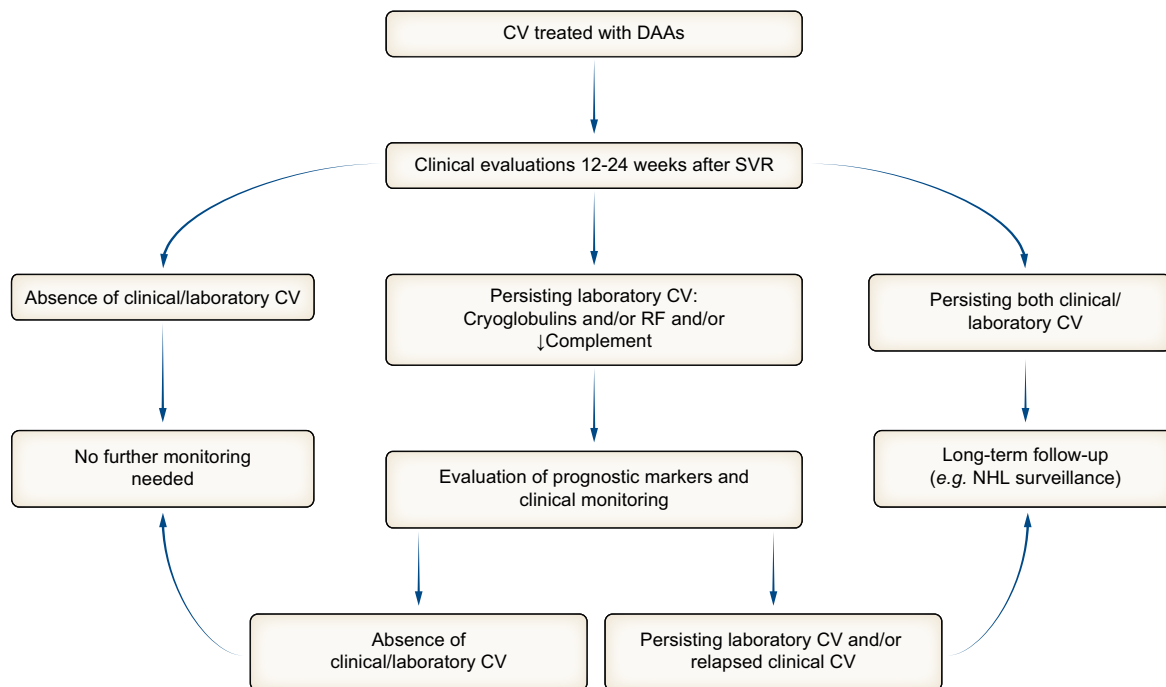 CV treated with DAAs
Clinical evaluations 12-24 weeks after SVR
Absence of clinical/laboratory CV
Persisting laboratory CV:
Cryoglobulins and/or RF and/or
↓Complement
Persisting both clinical/
laboratory CV
No further monitoring
needed
Evaluation of prognostic markers and
clinical monitoring
Long-term follow-up
(e.g. NHL surveillance)
Absence of
clinical/laboratory CV
Persisting laboratory CV and/or
relapsed clinical CV